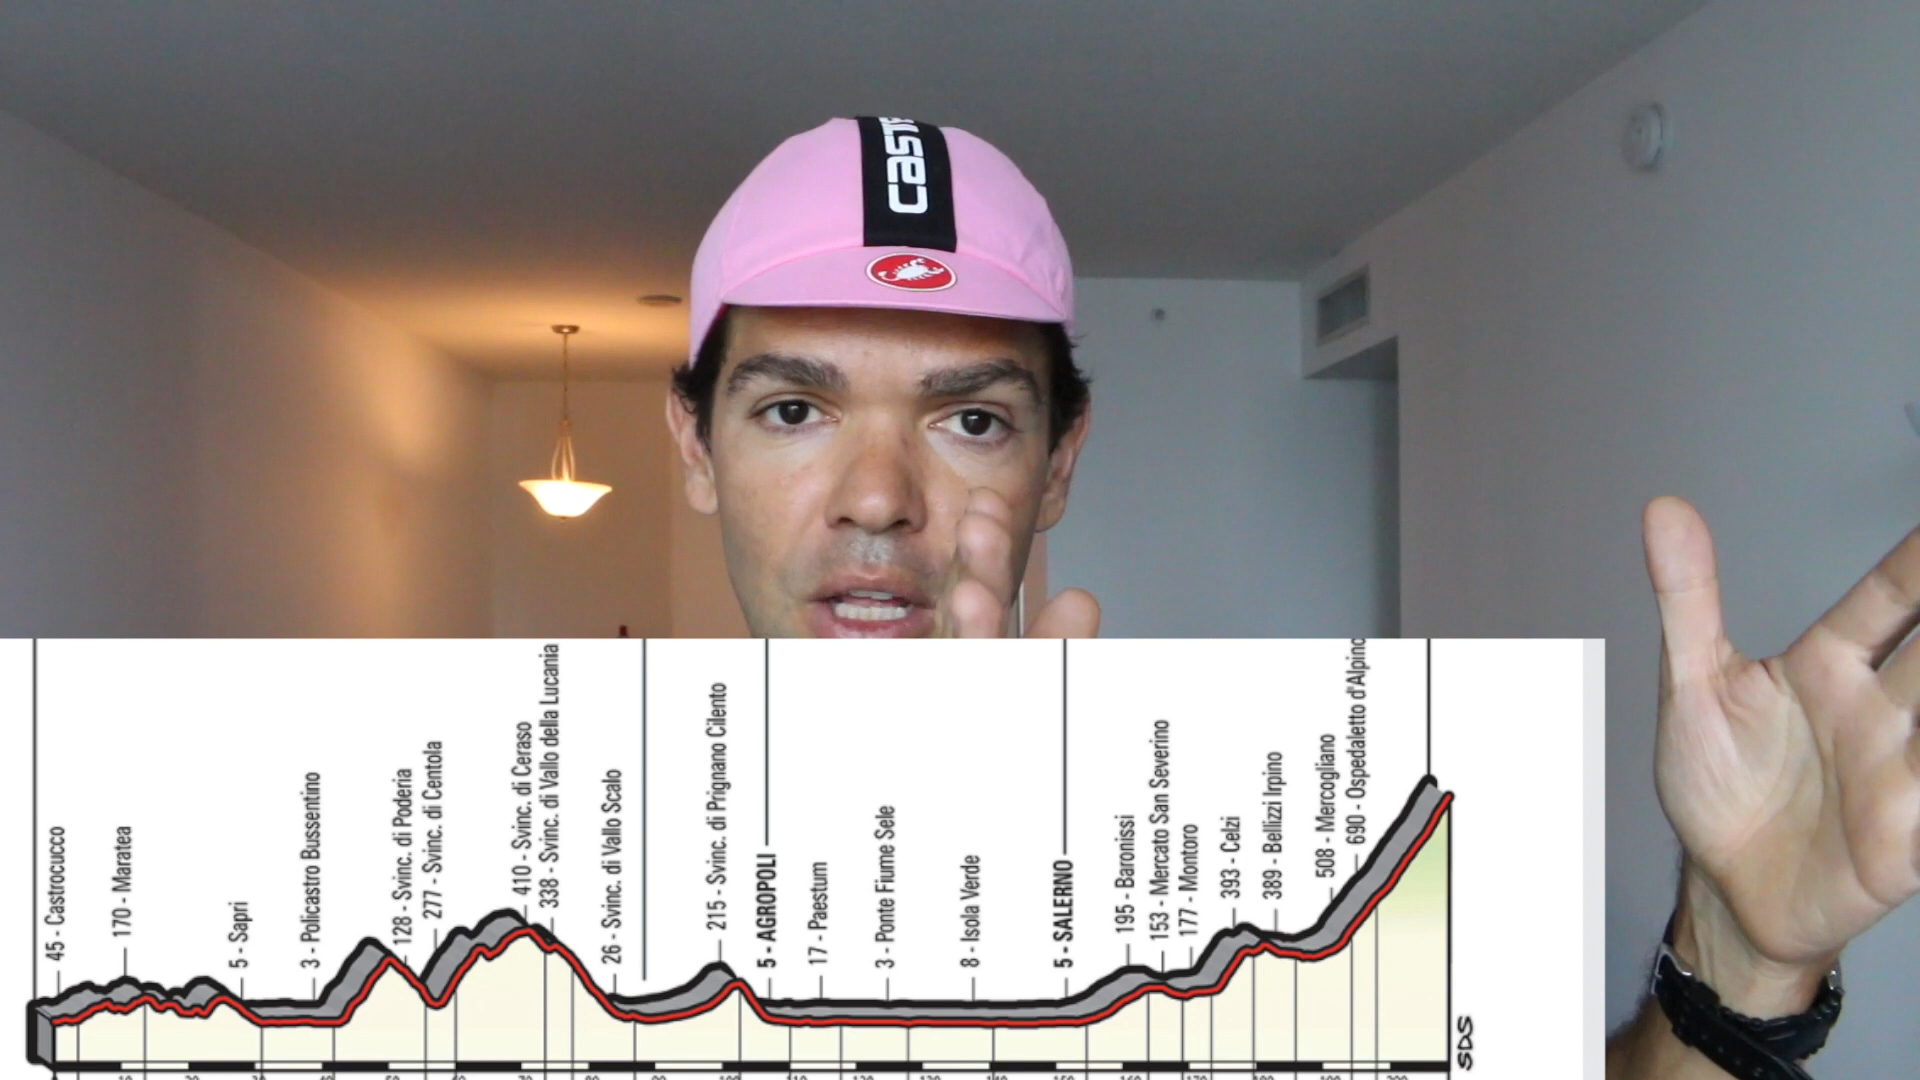 caste
45 - Castrocucco
170 - Maratea
5 - Sapri
3 - Policastro Bussentino
128 - Svinc. di Poderia
277 - Svinc. di Centola
410 - Svinc. di Ceraso
338 - Svinc. di Vallo della Lucania
26 - Svinc. di Vallo Scalo
215 - Svinc. di Prignano Cilento
5 - AGROPOLI
17 - Paestum
3 - Ponte Fiume Sele
8 - Isola Verde
5 - SALERNO
195 - Baronissi
153 - Mercato San Severino
177 - Montoro
393 - Celzi
389 - Bellizzi Irpino
508 - Mercogliano
690 - Ospedaletto d'Alpino
SDS